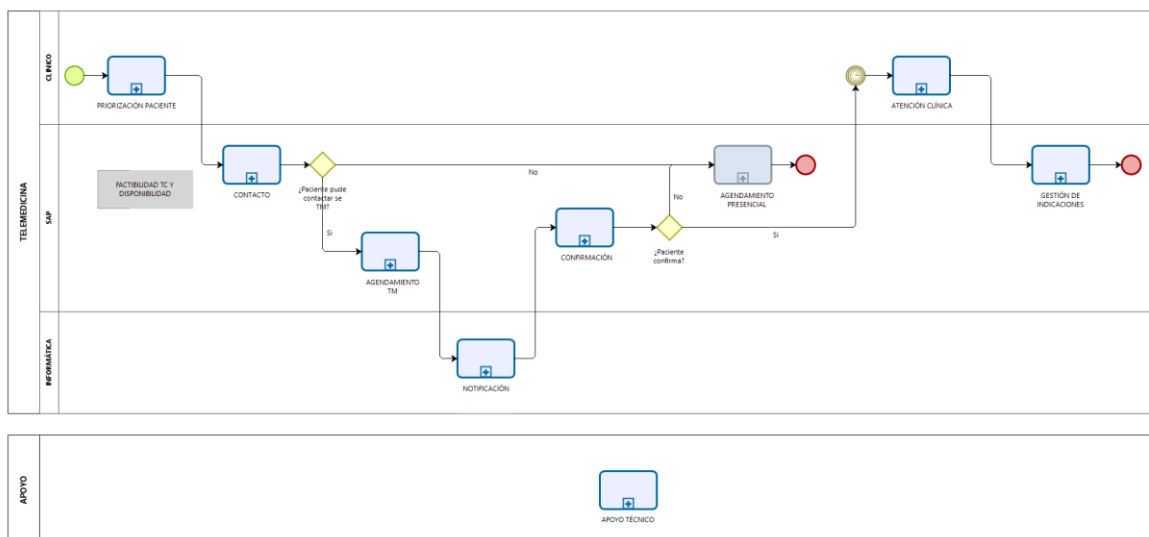 TELEMEDICINA
CLINICO
PRIORIZACIÓN PACIENTE
ATENCIÓN CLÍNICA
SAP
FACTIBILIDAD TC Y
DISPONIBILIDAD
CONTACTO
¿Paciente pude
contactar se
TM?
No
Si
AGENDAMIENTO
TM
CONFIRMACIÓN
¿Paciente
confirma?
No
Si
AGENDAMIENTO
PRESENCIAL
GESTIÓN DE
INDICACIONES
INFORMÁTICA
NOTIFICACIÓN
APOYO
APOYO TÉCNICO